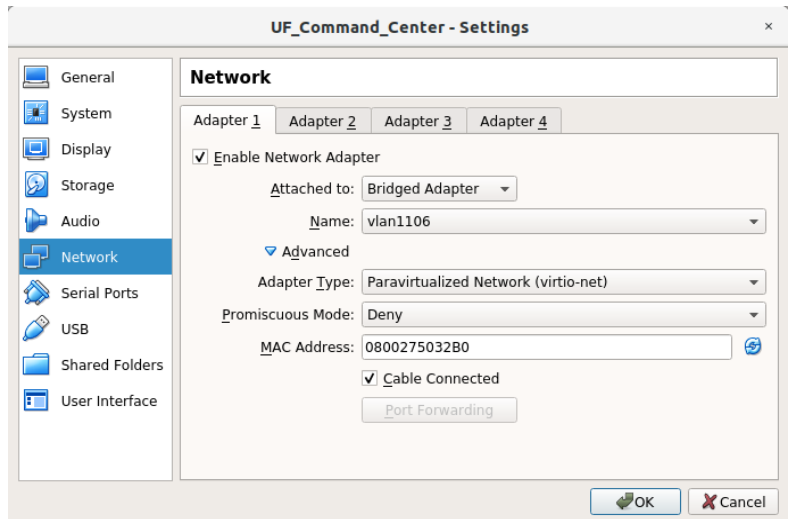 UF_Command_Center - Settings ×
General
System
Display
Storage
Audio
Network
Serial Ports
USB
Shared Folders
User Interface
Network
Adapter 1 Adapter 2 Adapter 3 Adapter 4
Enable Network Adapter
Attached to: Bridged Adapter
Name: vlan1106
Advanced
Adapter Type: Paravirtualized Network (virtio-net)
Promiscuous Mode: Deny
MAC Address: 0800275032B0
Cable Connected
Port Forwarding
OK Cancel